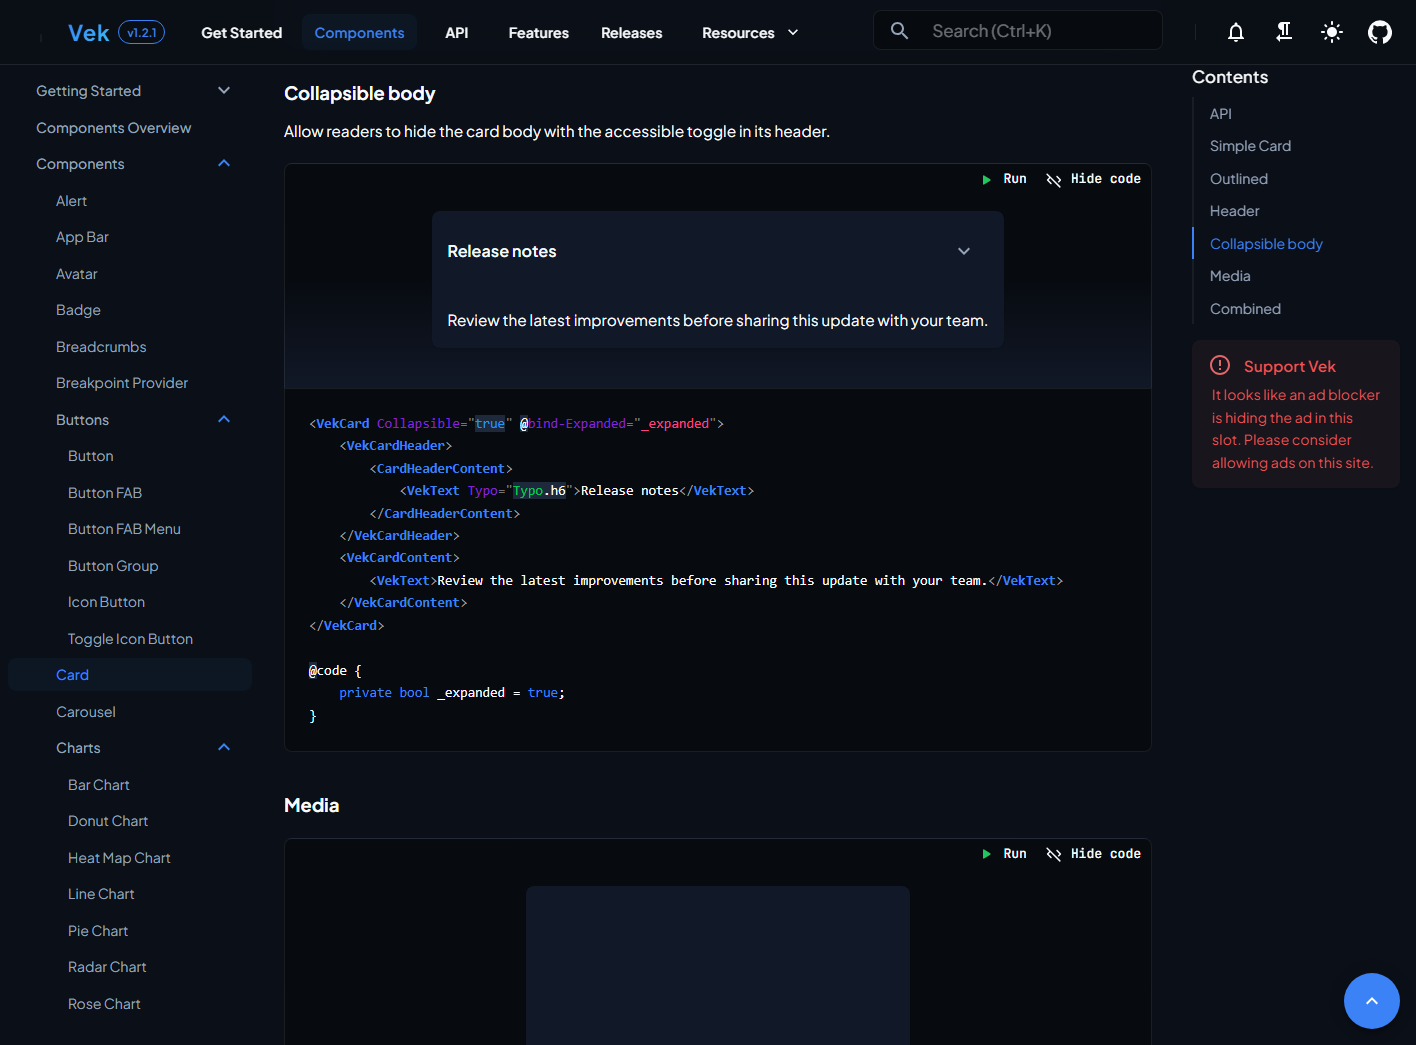 Vek v1.2.1 Get Started Components API Features Releases Resources Search (Ctrl+K)
Getting Started
Components Overview
Components
Alert
App Bar
Avatar
Badge
Breadcrumbs
Breakpoint Provider
Buttons
Button
Button FAB
Button FAB Menu
Button Group
Icon Button
Toggle Icon Button
Card
Carousel
Charts
Bar Chart
Donut Chart
Heat Map Chart
Line Chart
Pie Chart
Radar Chart
Rose Chart
Collapsible body
Allow readers to hide the card body with the accessible toggle in its header.
Run Hide code
Release notes
Review the latest improvements before sharing this update with your team.
<VekCard Collapsible="true" @bind-Expanded="_expanded">
    <VekCardHeader>
        <CardHeaderContent>
            <VekText Typo="Typo.h6">Release notes</VekText>
        </CardHeaderContent>
    </VekCardHeader>
    <VekCardContent>
        <VekText>Review the latest improvements before sharing this update with your team.</VekText>
    </VekCardContent>
</VekCard>
@code {
    private bool _expanded = true;
}
Media
Run Hide code
Contents
API
Simple Card
Outlined
Header
Collapsible body
Media
Combined
Support Vek
It looks like an ad blocker
is hiding the ad in this
slot. Please consider
allowing ads on this site.